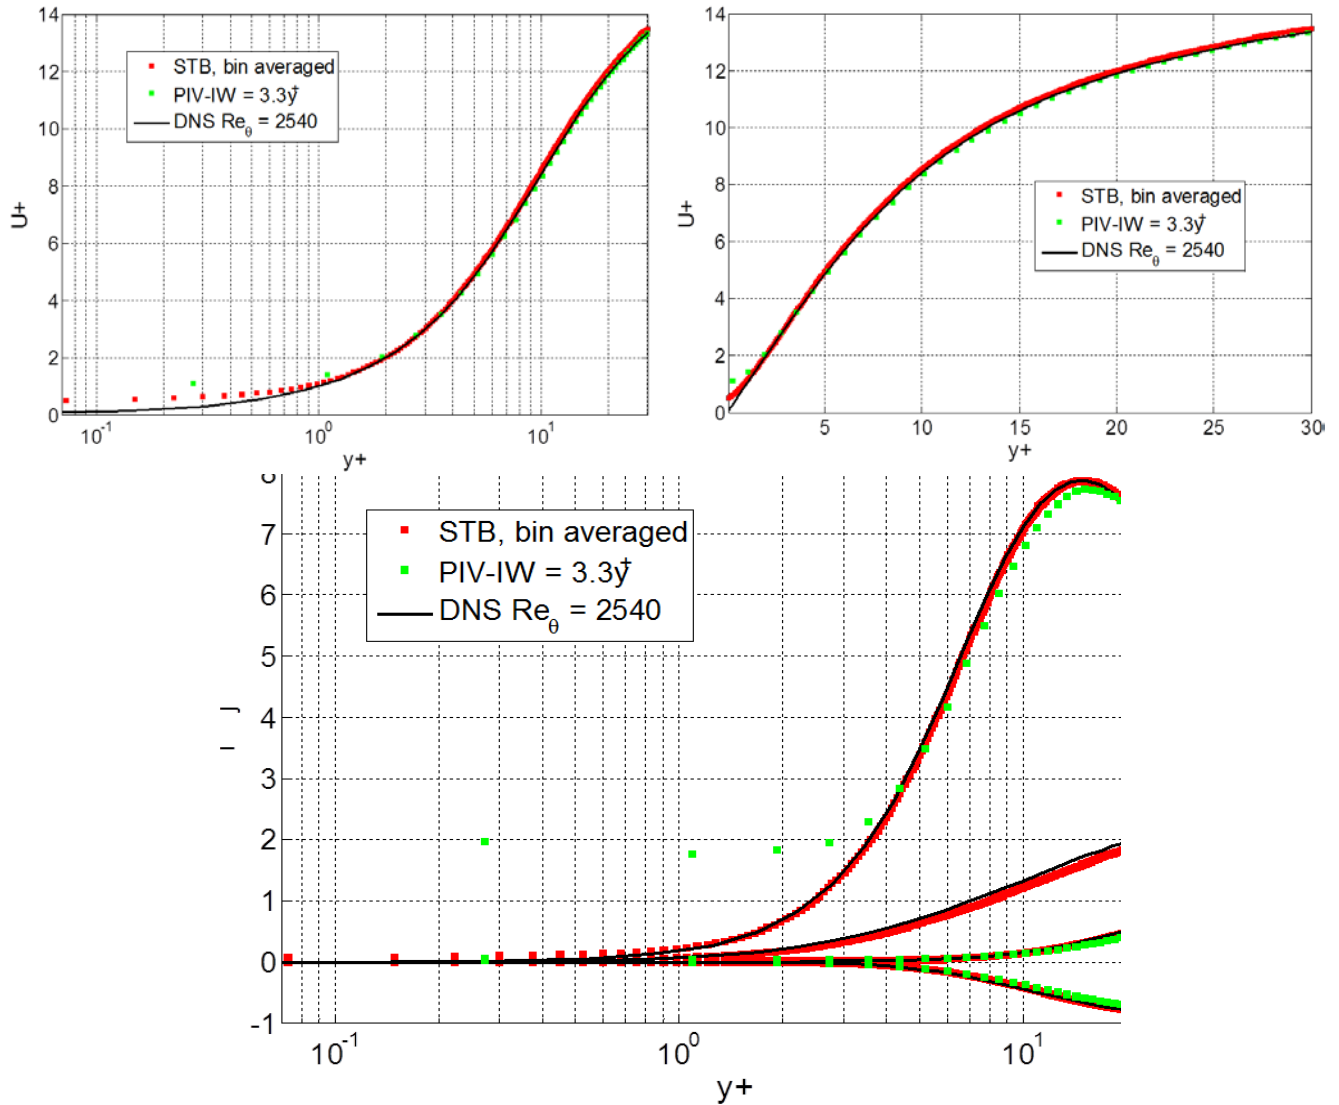 14
12
10
8
6
4
2
0
U+
STB, bin averaged
PIV-IW = 3.3y⁺
DNS Reθ = 2540
10⁻¹ 10⁰ 10¹
y+
14
12
10
8
6
4
2
0
U+
STB, bin averaged
PIV-IW = 3.3y⁺
DNS Reθ = 2540
5 10 15 20 25 30
y+
8
7
6
5
4
3
2
1
0
-1
STB, bin averaged
PIV-IW = 3.3y⁺
DNS Reθ = 2540
10⁻¹ 10⁰ 10¹
y+